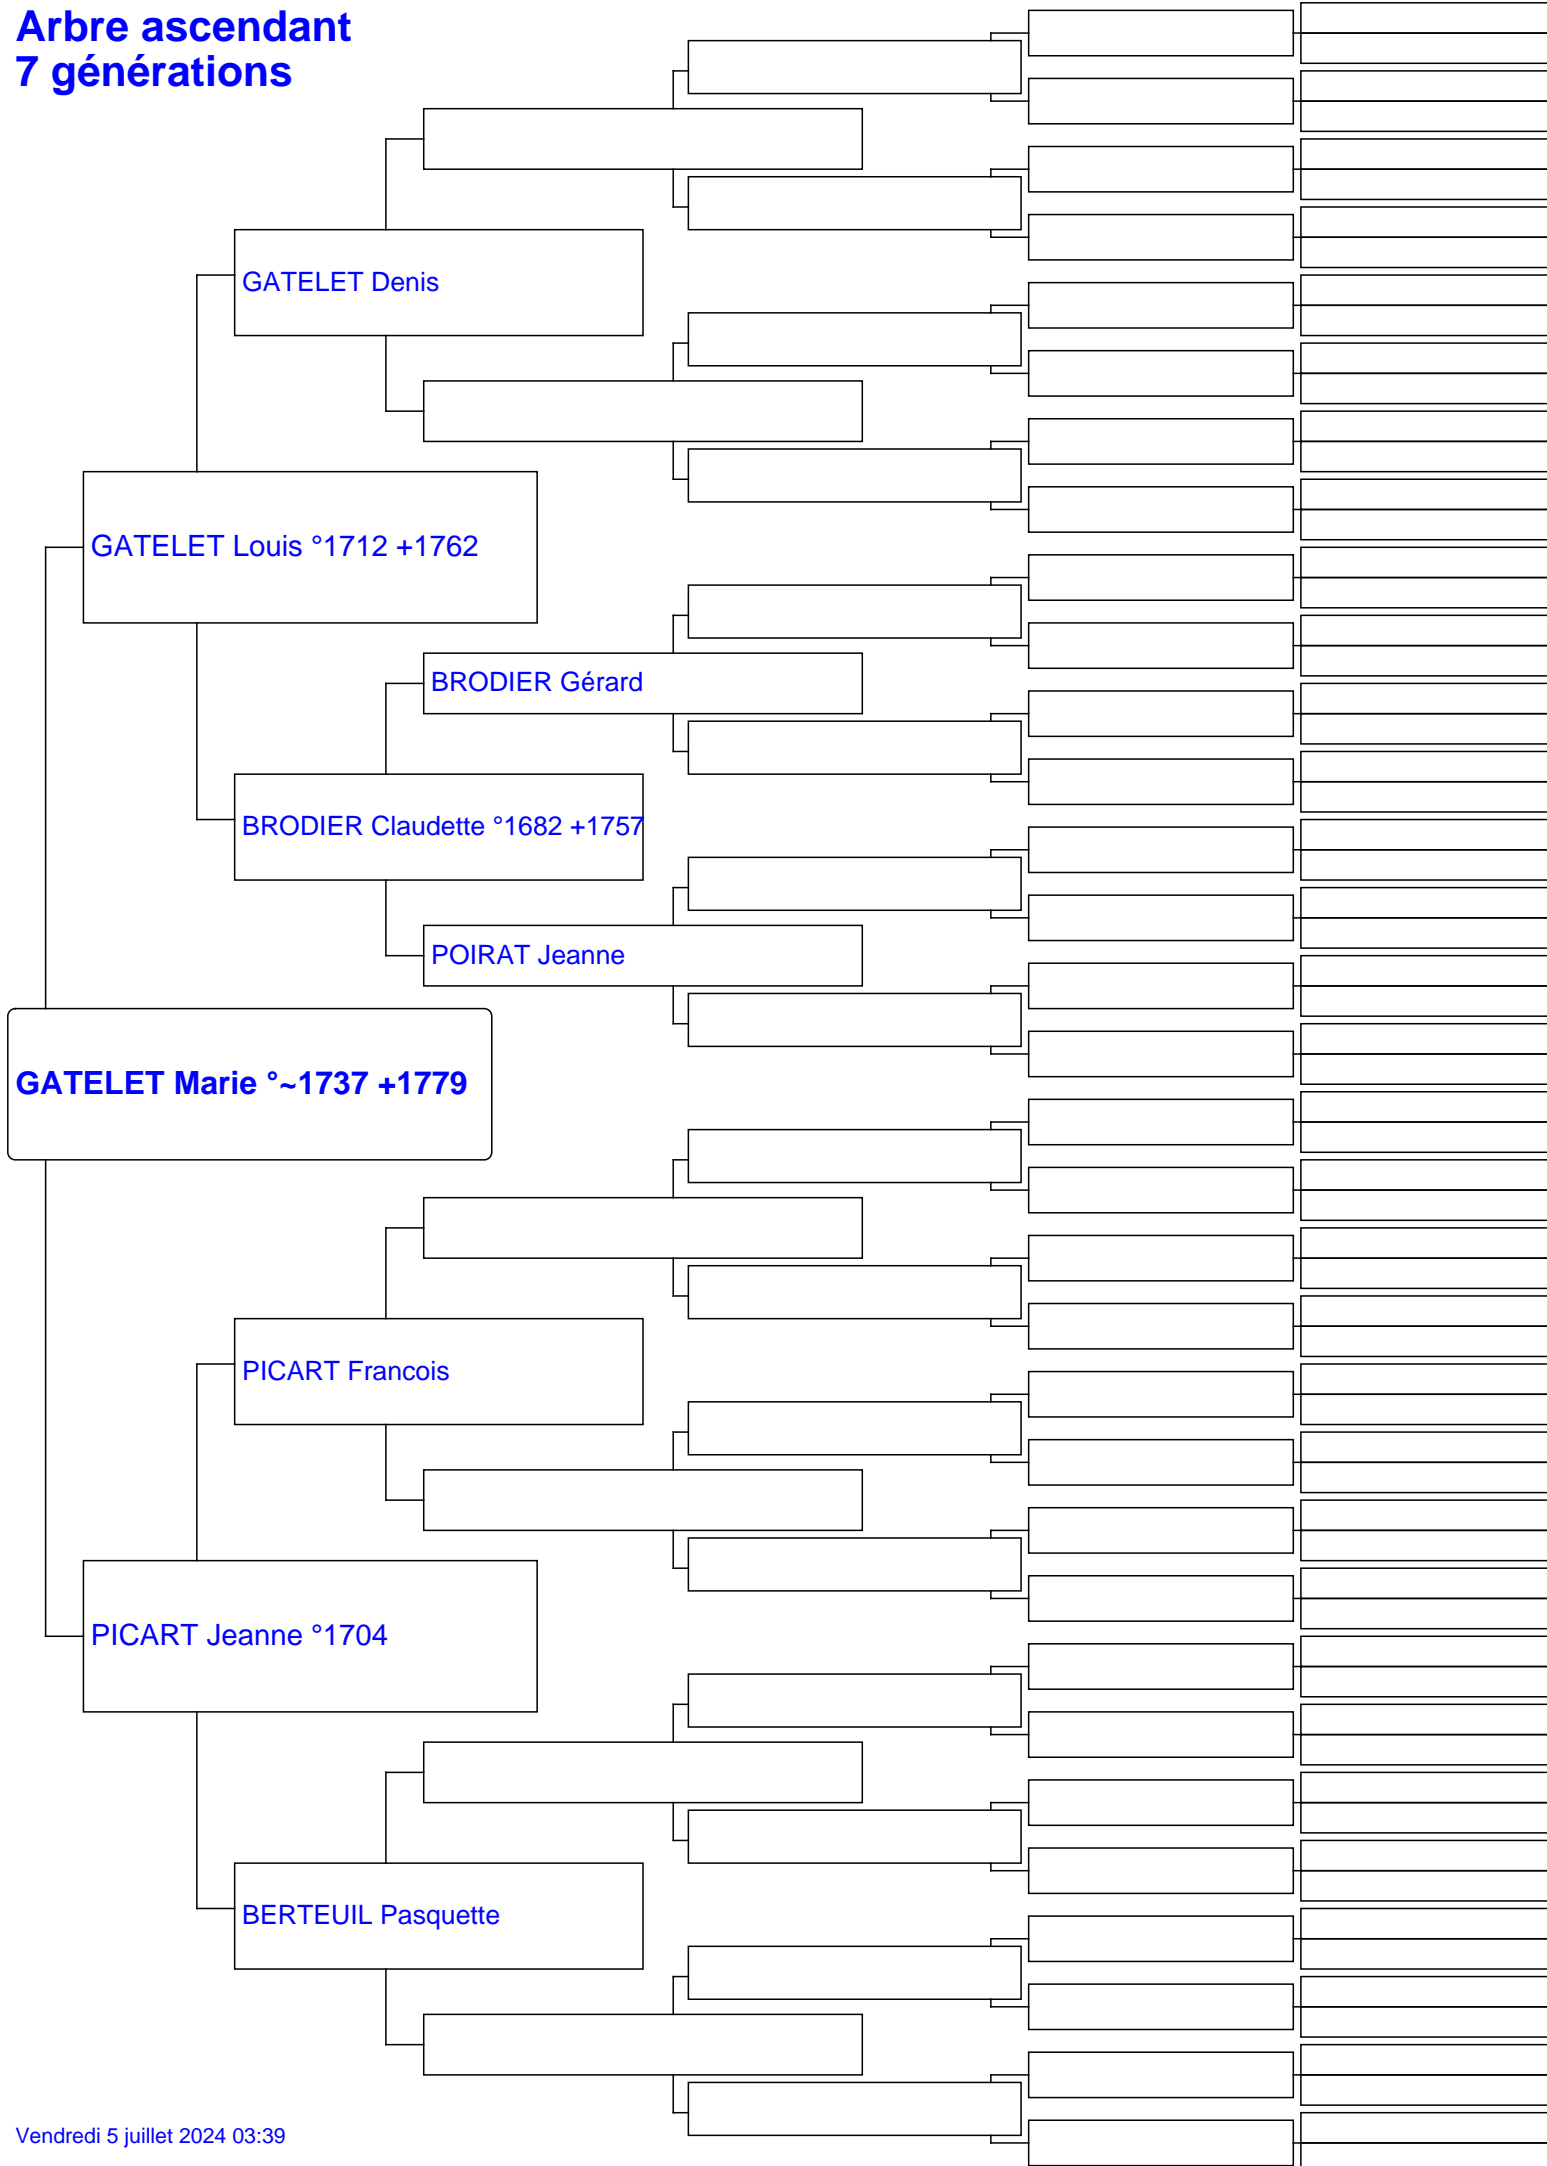 Arbre ascendant
7 générations
GATELET Denis
GATELET Louis °1712 +1762
BRODIER Gérard
BRODIER Claudette °1682 +1757
POIRAT Jeanne
GATELET Marie °~1737 +1779
PICART Francois
PICART Jeanne °1704
BERTEUIL Pasquette
Vendredi 5 juillet 2024 03:39